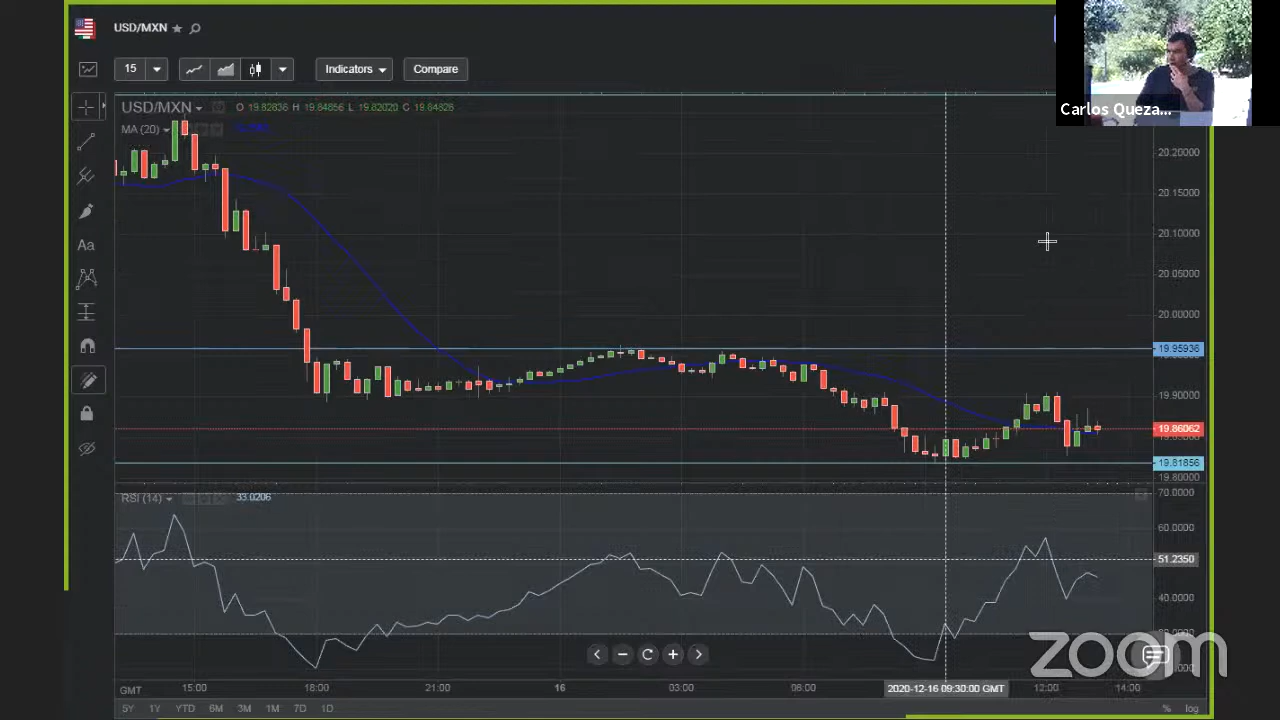 USD/MXN
15
Indicators
Compare
USD/MXN O 19.82836 H 19.84856 L 19.82020 C 19.84828
MA (20)
Carlos Queza...
20.20000
20.15000
20.10000
20.05000
20.00000
19.95936
19.90000
19.86062
19.81856
19.80000
Aa
RSI (14) 33.0206
70.0000
60.0000
51.2350
40.0000
zoom
GMT 15:00 18:00 21:00 16 03:00 06:00 2020-12-16 09:30:00 GMT 12:00 14:00
5Y 1Y YTD 6M 3M 1M 7D 1D % log